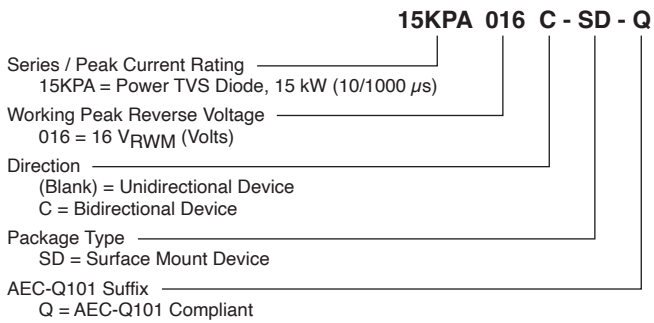 15KPA 016 C - SD - Q
Series / Peak Current Rating
15KPA = Power TVS Diode, 15 kW (10/1000 µs)
Working Peak Reverse Voltage
016 = 16 VRWM (Volts)
Direction
(Blank) = Unidirectional Device
C = Bidirectional Device
Package Type
SD = Surface Mount Device
AEC-Q101 Suffix
Q = AEC-Q101 Compliant